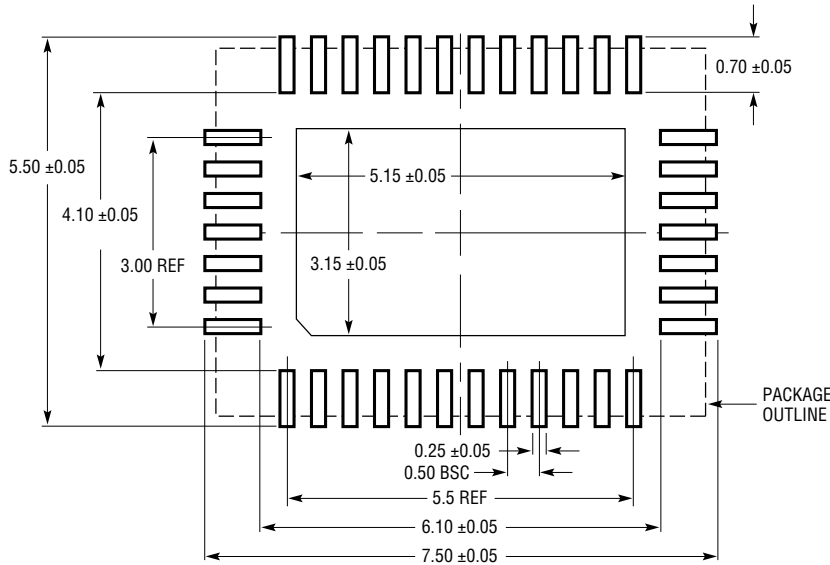 0.70 ±0.05
5.50 ±0.05
5.15 ±0.05
4.10 ±0.05
3.00 REF
3.15 ±0.05
PACKAGE
OUTLINE
0.25 ±0.05
0.50 BSC
5.5 REF
6.10 ±0.05
7.50 ±0.05